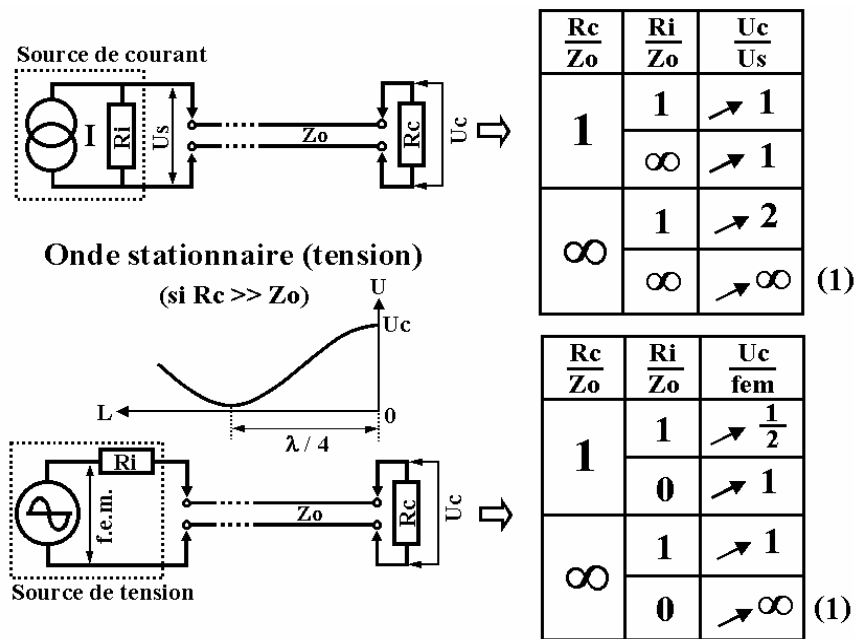 Source de courant
I
Ri
Us
Zo
Rc
Uc
Rc/Zo Ri/Zo Uc/Us
1 1 ↗ 1
∞ ↗ 1
∞ 1 ↗ 2
∞ ↗ ∞ (1)
Onde stationnaire (tension)
(si Rc >> Zo)
U
Uc
L
0
λ / 4
Ri
f.e.m.
Zo
Rc
Uc
Source de tension
Rc/Zo Ri/Zo Uc/fem
1 1 ↗ 1/2
0 ↗ 1
∞ 1 ↗ 1
0 ↗ ∞ (1)